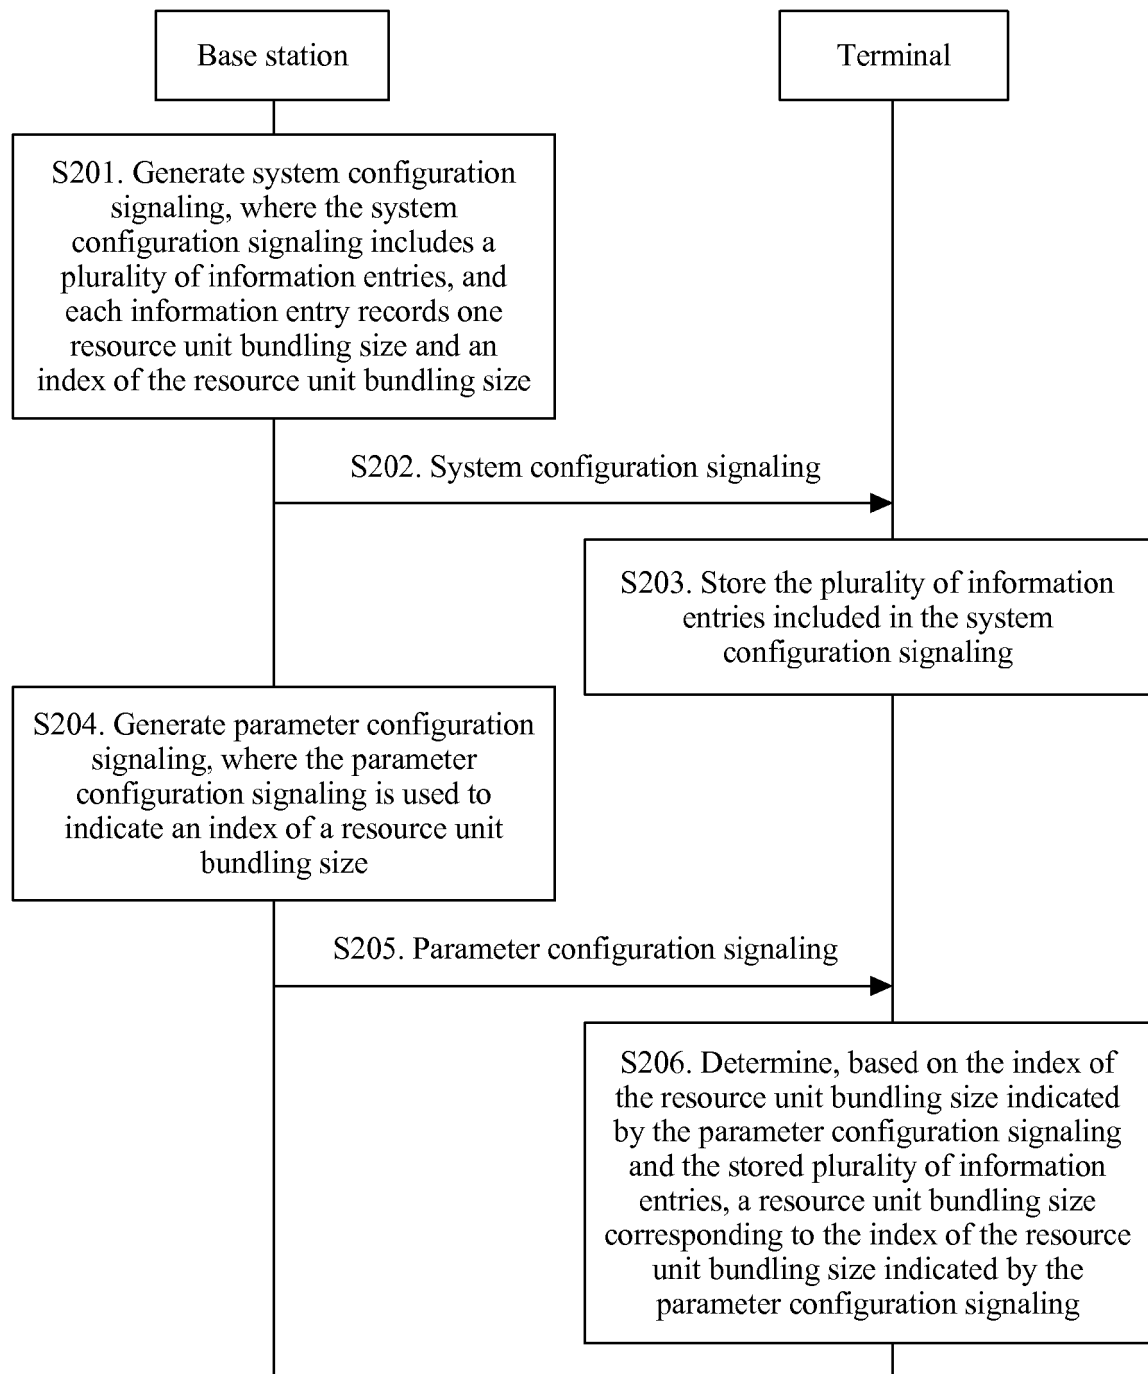 Base station
Terminal
S201. Generate system configuration
signaling, where the system
configuration signaling includes a
plurality of information entries, and
each information entry records one
resource unit bundling size and an
index of the resource unit bundling size
S202. System configuration signaling
S203. Store the plurality of information
entries included in the system
configuration signaling
S204. Generate parameter configuration
signaling, where the parameter
configuration signaling is used to
indicate an index of a resource unit
bundling size
S205. Parameter configuration signaling
S206. Determine, based on the index of
the resource unit bundling size indicated
by the parameter configuration signaling
and the stored plurality of information
entries, a resource unit bundling size
corresponding to the index of the resource
unit bundling size indicated by the
parameter configuration signaling